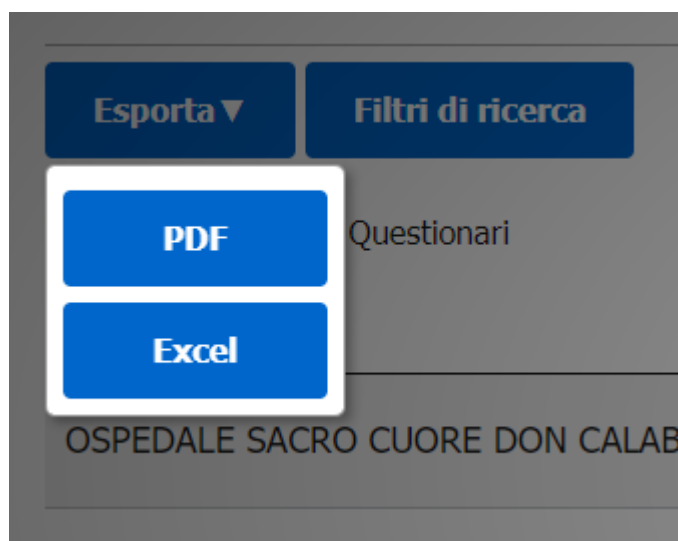 Esporta▼ Filtri di ricerca
PDF
Questionari
Excel
OSPEDALE SACRO CUORE DON CALAB